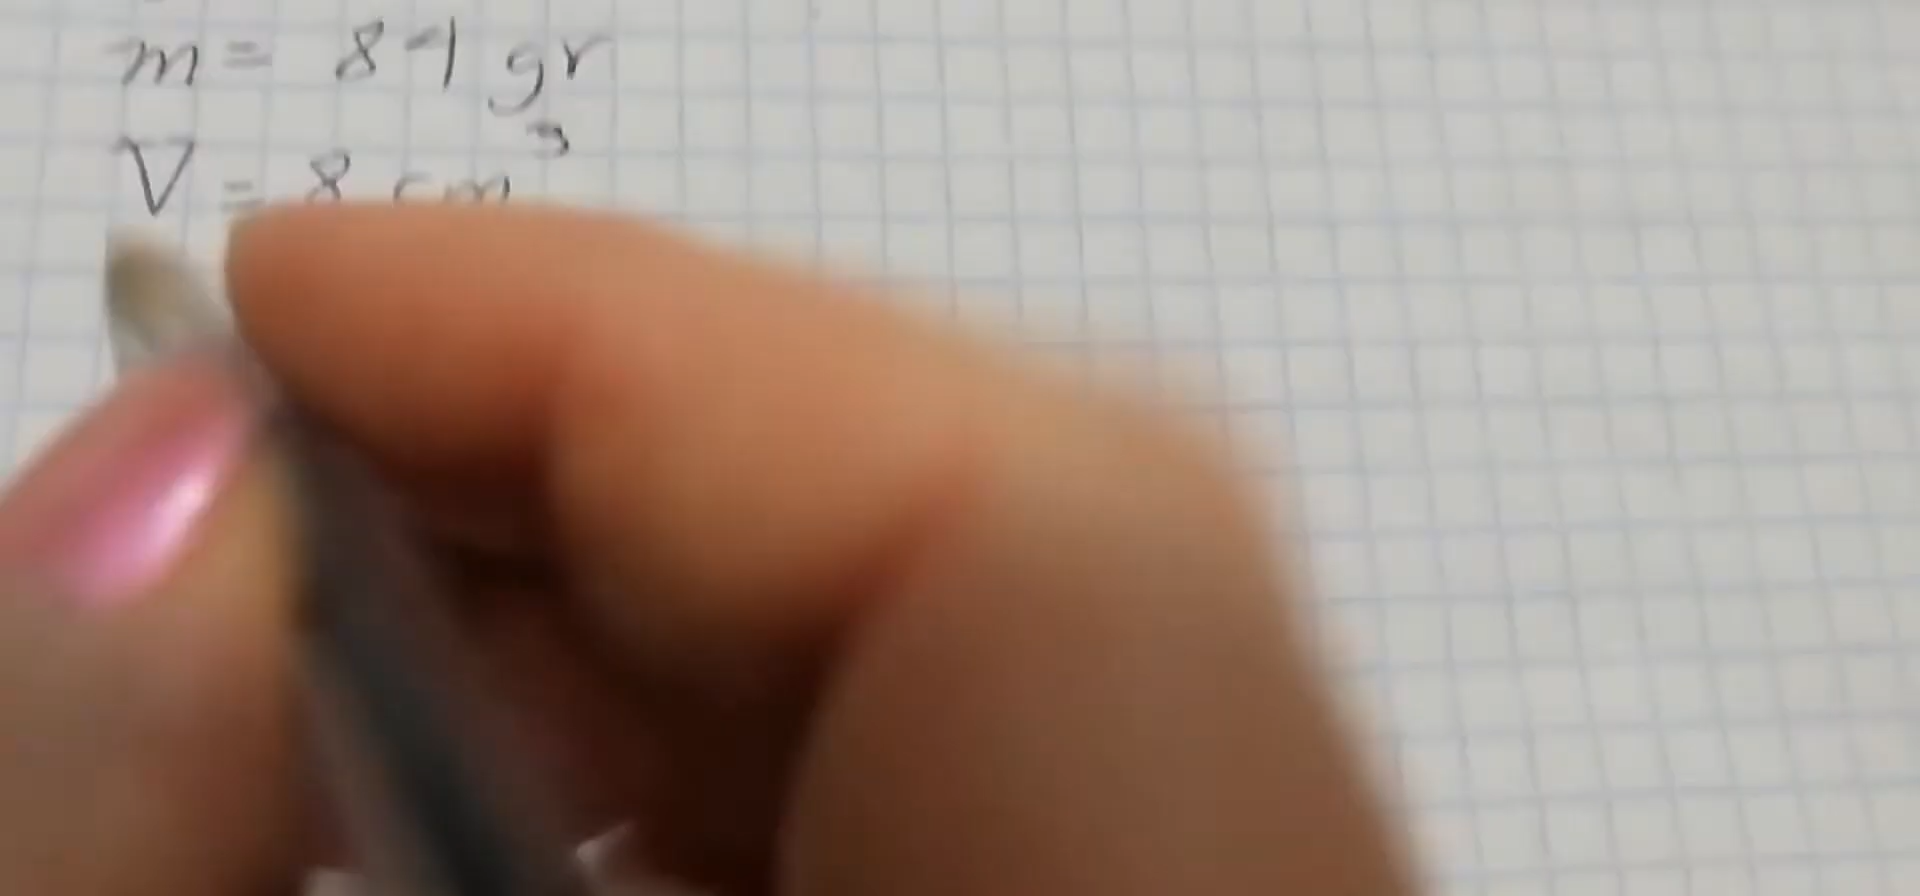 m = 84 gr
V = 8 cm³